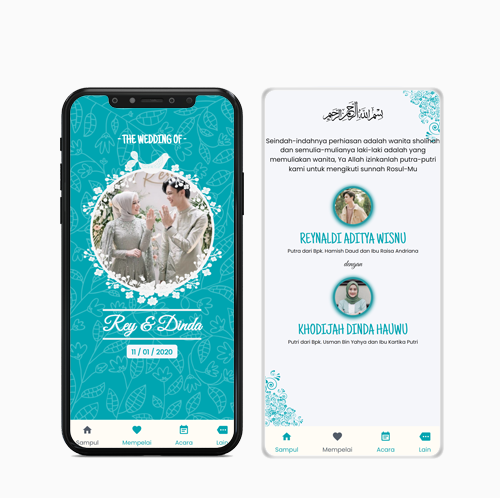 - THE WEDDING OF -
Rey & Dinda
11 / 01 / 2020
Sampul
Mempelai
Acara
Lain
بسم الله الرحمن الرحيم
Seindah-indahnya perhiasan adalah wanita sholihah
dan semulia-mulianya laki-laki adalah yang
memuliakan wanita, Ya Allah izinkanlah putra-putri
kami untuk mengikuti sunnah Rosul-Mu
REYNALDI ADITYA WISNU
Putra dari Bpk. Hamish Daud dan Ibu Raisa Andriana
dengan
KHODIJAH DINDA HAUWU
Putri dari Bpk. Usman Bin Yahya dan Ibu Kartika Putri
Sampul
Mempelai
Acara
Lain